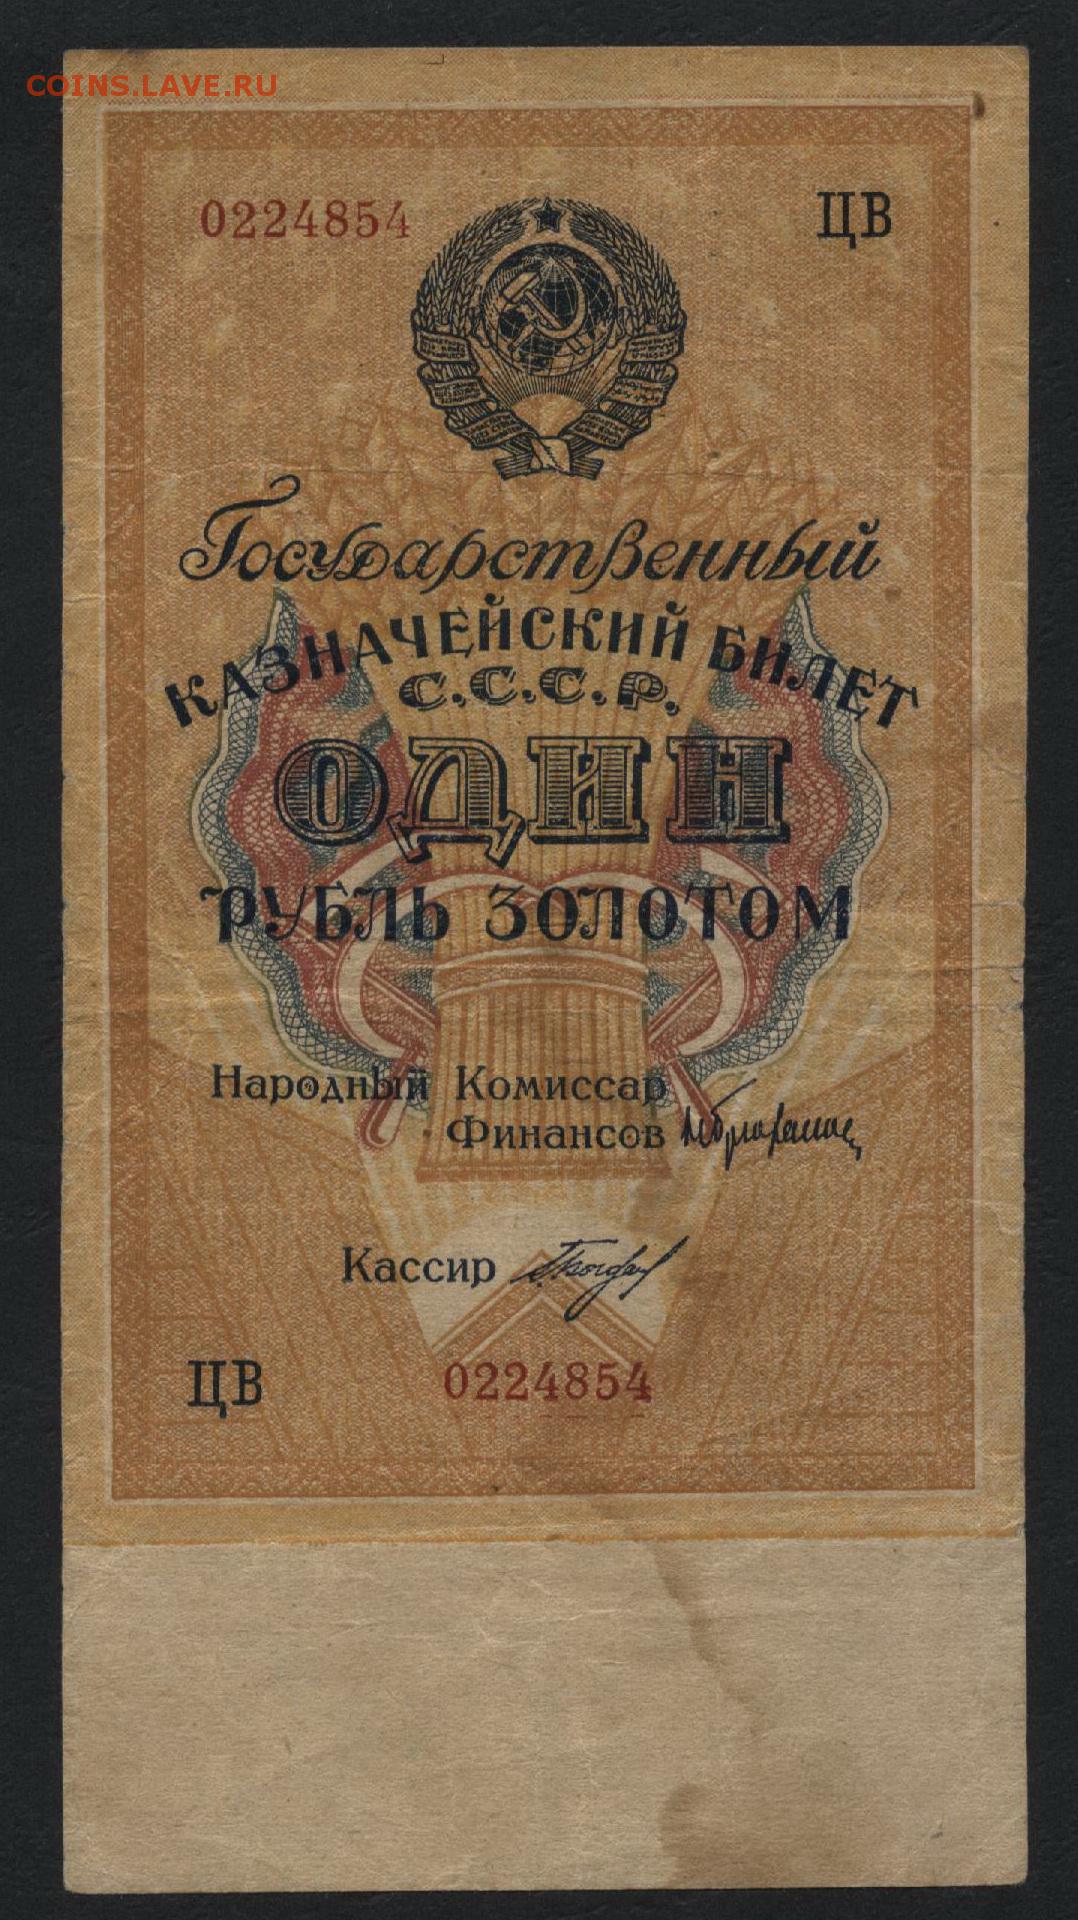 COINS.LAVE.RU
0224854 ЦВ
Государственный
КАЗНАЧЕЙСКИЙ БИЛЕТ
С.С.С.Р.
ОДИН
РУБЛЬ ЗОЛОТОМ
Народный Комиссар
Финансов
Кассир
ЦВ 0224854